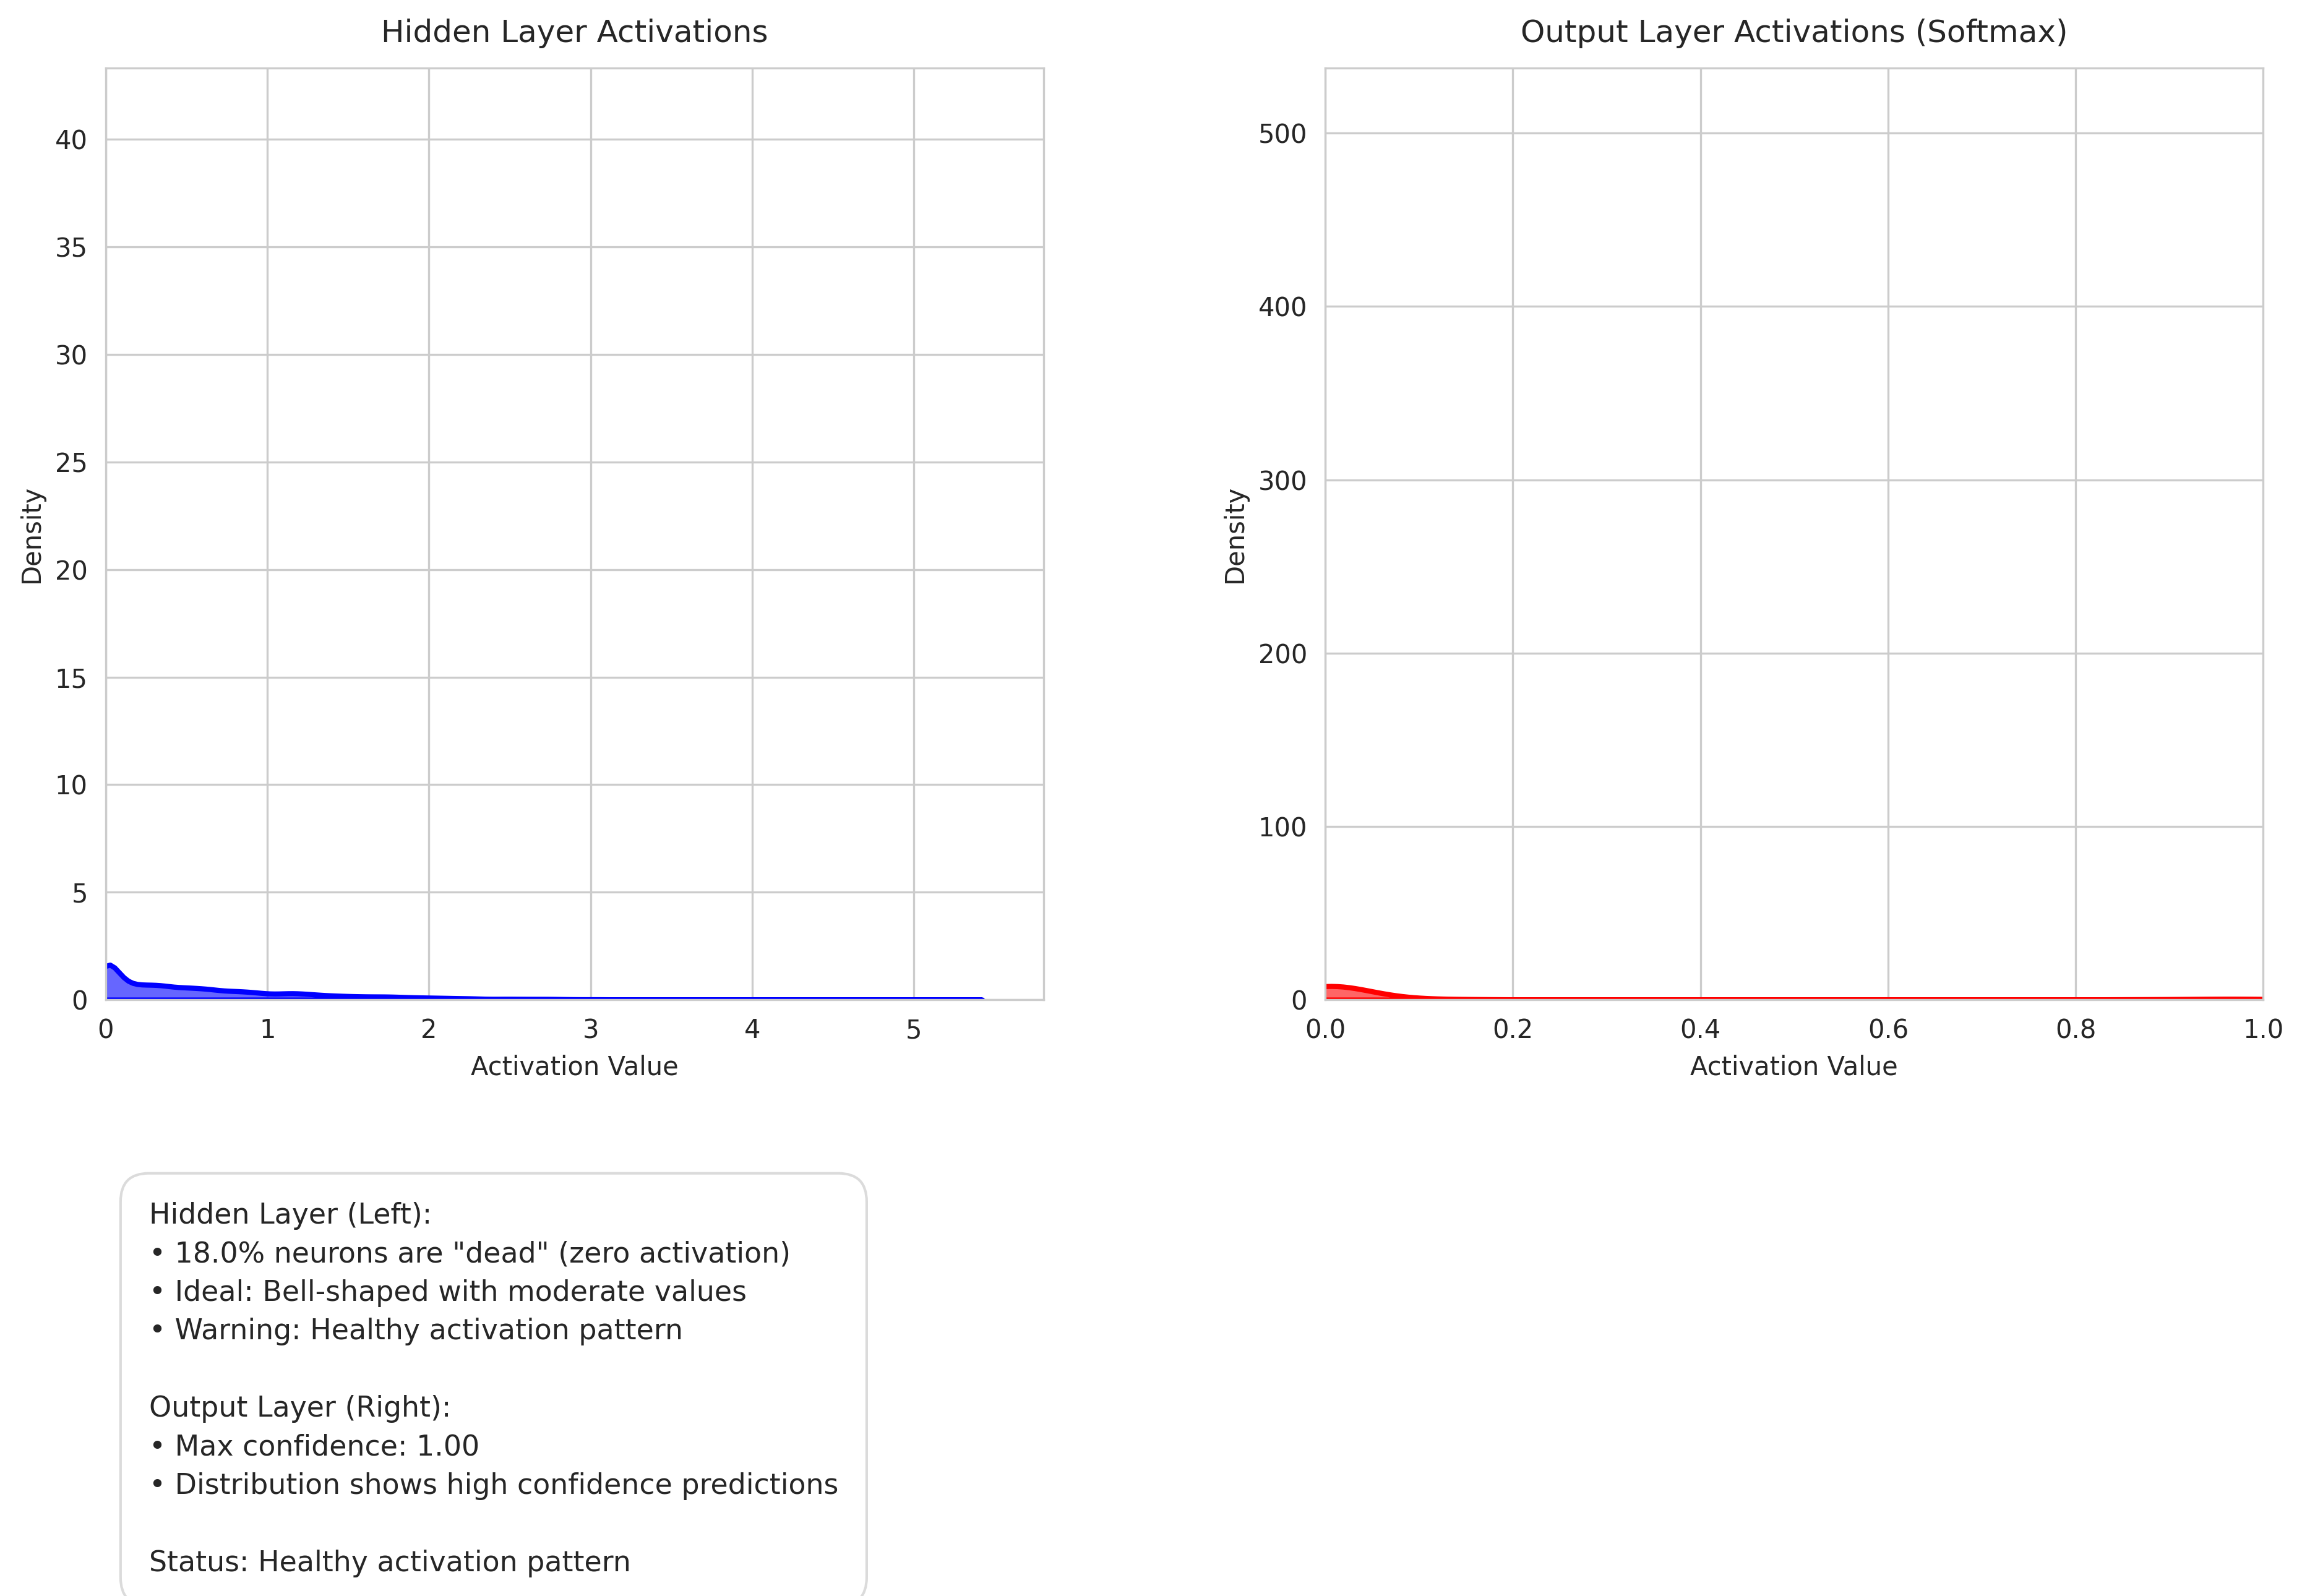 Hidden Layer Activations
40
35
30
25
20
15
10
5
0
Density
0 1 2 3 4 5
Activation Value
Output Layer Activations (Softmax)
500
400
300
200
100
0
Density
0.0 0.2 0.4 0.6 0.8 1.0
Activation Value
Hidden Layer (Left):
• 18.0% neurons are "dead" (zero activation)
• Ideal: Bell-shaped with moderate values
• Warning: Healthy activation pattern
Output Layer (Right):
• Max confidence: 1.00
• Distribution shows high confidence predictions
Status: Healthy activation pattern